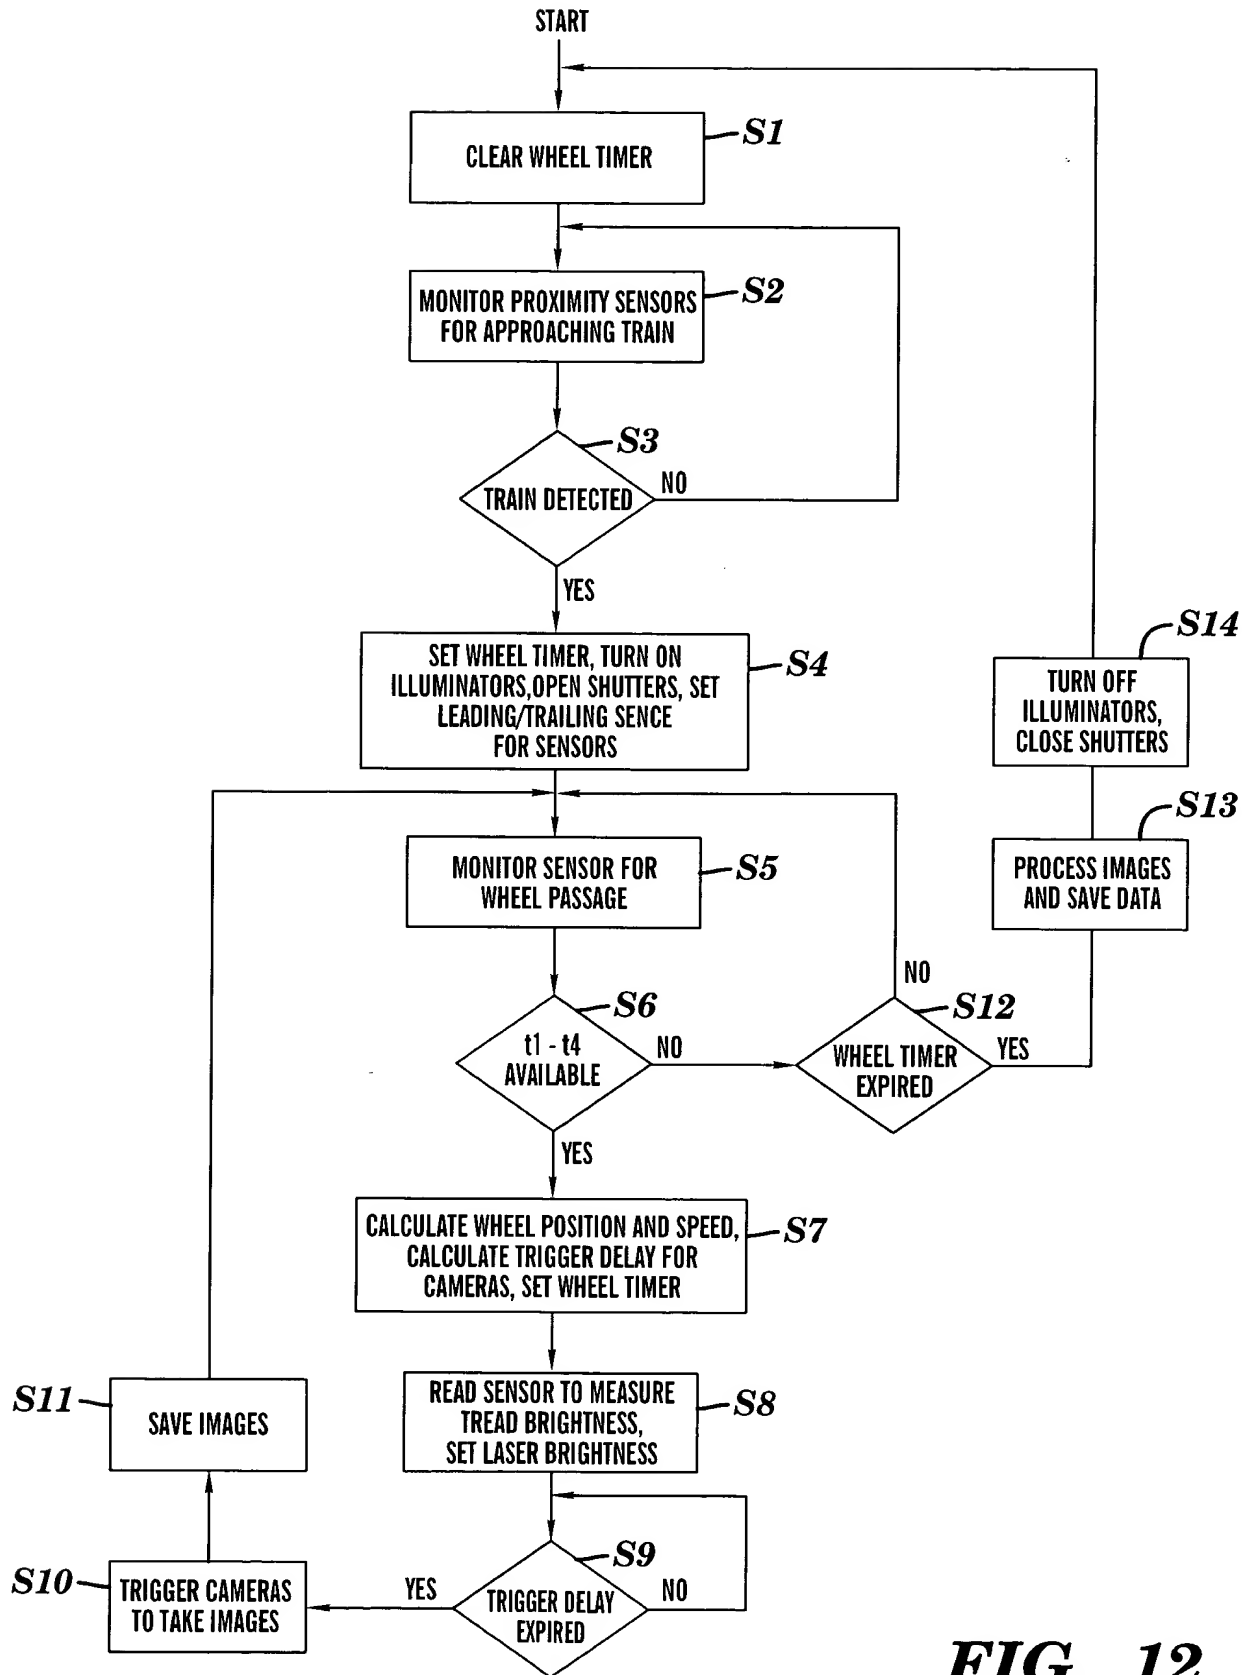 START
CLEAR WHEEL TIMER
S1
MONITOR PROXIMITY SENSORS
FOR APPROACHING TRAIN
S2
S3
TRAIN DETECTED
NO
YES
SET WHEEL TIMER, TURN ON
ILLUMINATORS,OPEN SHUTTERS, SET
LEADING/TRAILING SENCE
FOR SENSORS
S4
S14
TURN OFF
ILLUMINATORS,
CLOSE SHUTTERS
S13
PROCESS IMAGES
AND SAVE DATA
MONITOR SENSOR FOR
WHEEL PASSAGE
S5
S6
t1 - t4
AVAILABLE
NO
NO
S12
WHEEL TIMER
EXPIRED
YES
YES
CALCULATE WHEEL POSITION AND SPEED,
CALCULATE TRIGGER DELAY FOR
CAMERAS, SET WHEEL TIMER
S7
READ SENSOR TO MEASURE
TREAD BRIGHTNESS,
SET LASER BRIGHTNESS
S8
S11
SAVE IMAGES
S9
TRIGGER DELAY
EXPIRED
NO
YES
S10
TRIGGER CAMERAS
TO TAKE IMAGES
FIG. 12